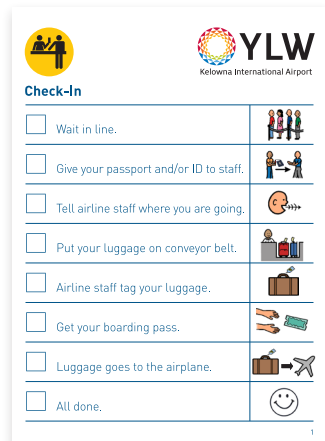 YLW
Kelowna International Airport
Check-In
Wait in line.
Give your passport and/or ID to staff.
Tell airline staff where you are going.
Put your luggage on conveyor belt.
Airline staff tag your luggage.
Get your boarding pass.
Luggage goes to the airplane.
All done.
1